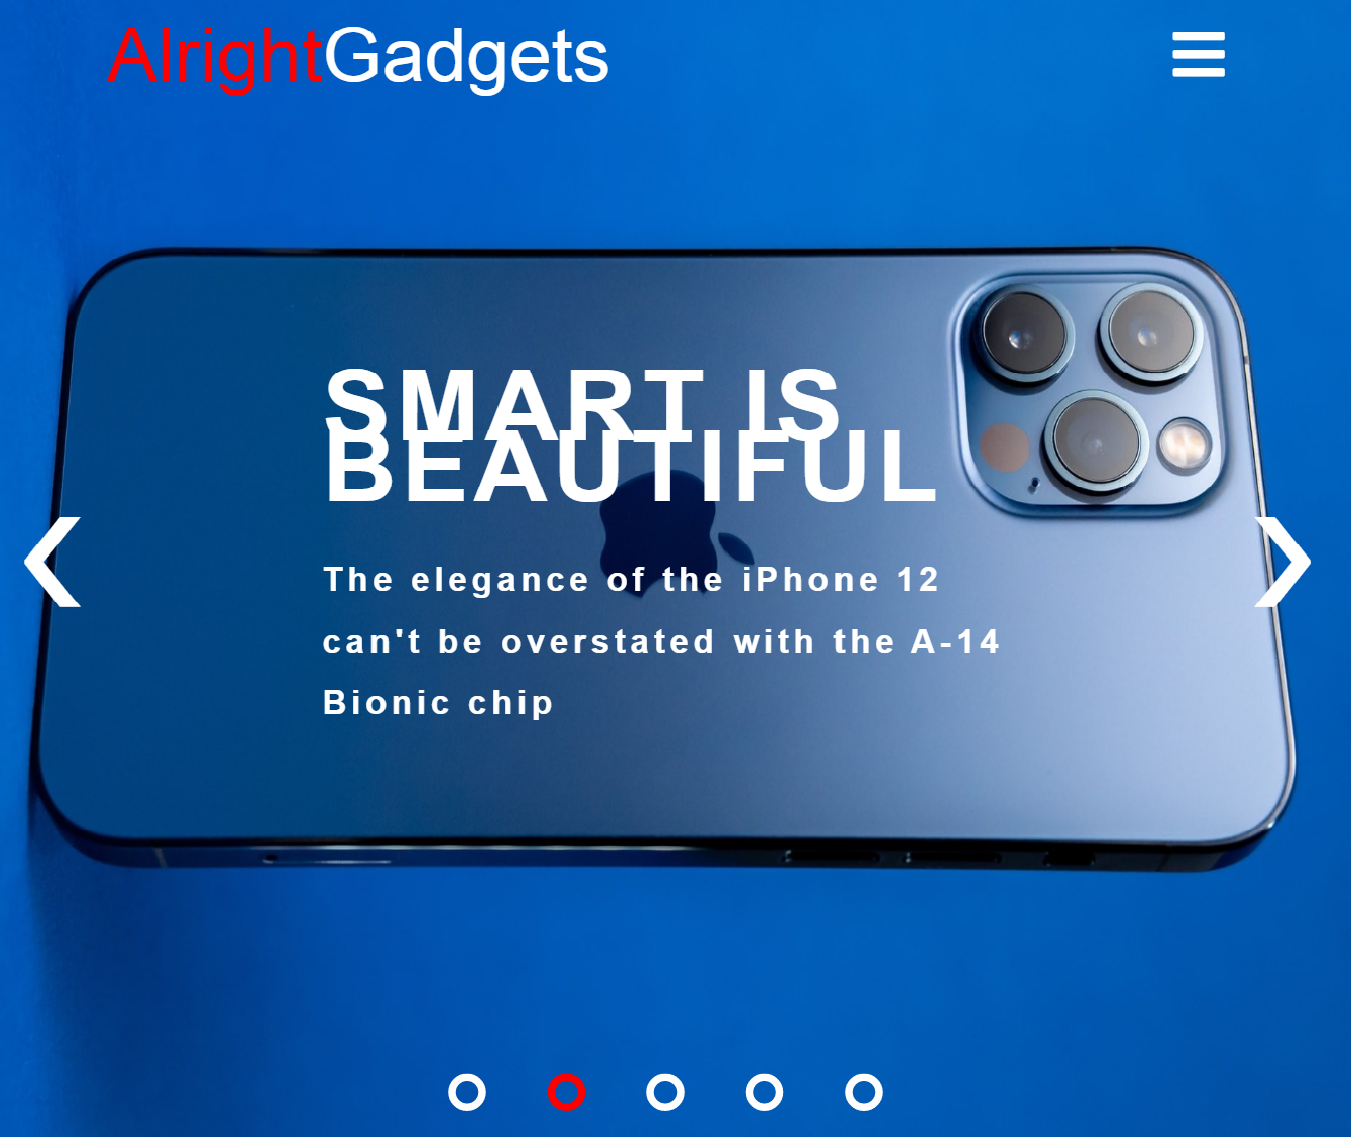 AlrightGadgets
SMART IS
BEAUTIFUL
The elegance of the iPhone 12
can't be overstated with the A-14
Bionic chip